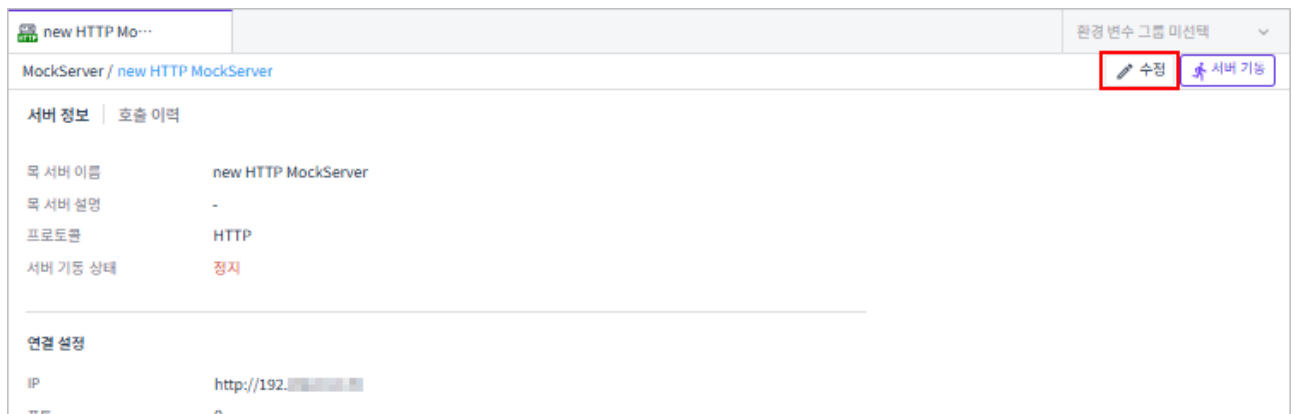 new HTTP Mo…
환경 변수 그룹 미선택
MockServer / new HTTP MockServer
수정
서버 기동
서버 정보
호출 이력
목 서버 이름 new HTTP MockServer
목 서버 설명 -
프로토콜 HTTP
서버 기동 상태 정지
연결 설정
IP http://192.